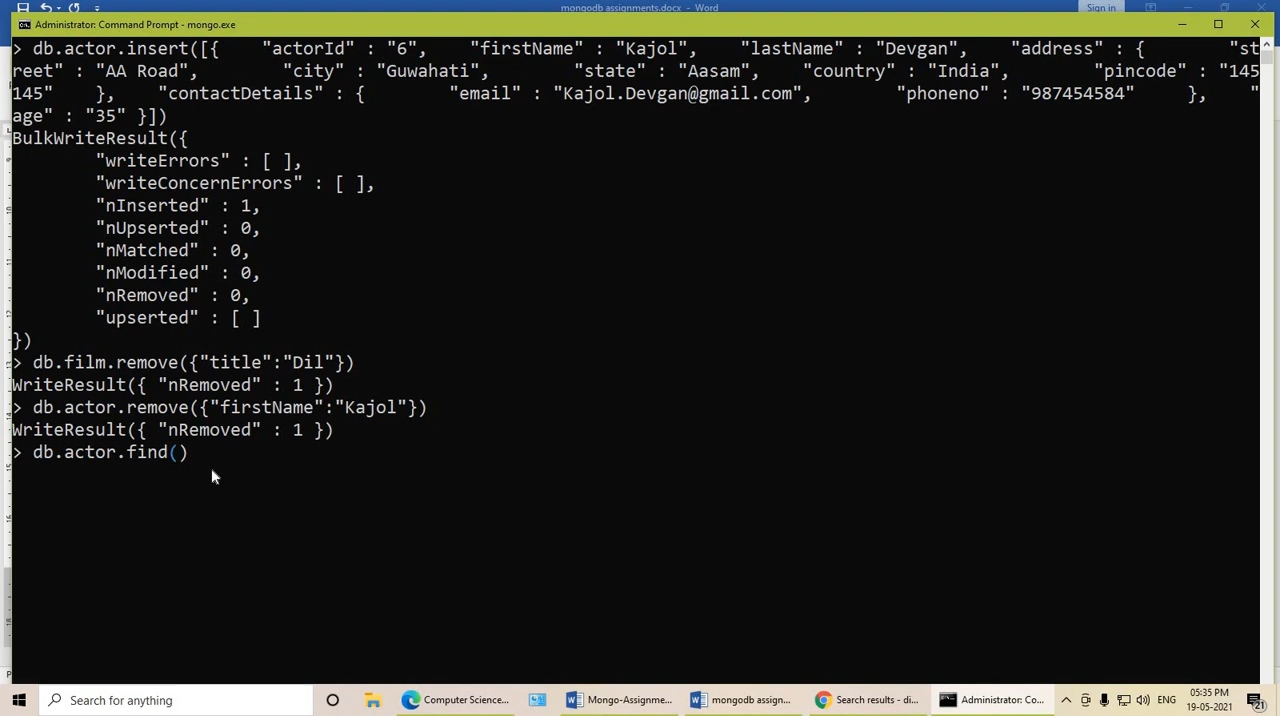 mongodb assignments.docx - Word
Sign in
Administrator: Command Prompt - mongo.exe
> db.actor.insert([{    "actorId" : "6",     "firstName" : "Kajol",     "lastName" : "Devgan",     "address" : {        "st
reet" : "AA Road",        "city" : "Guwahati",        "state" : "Aasam",     "country" : "India",        "pincode" : "145
145"    },    "contactDetails" : {        "email" : "Kajol.Devgan@gmail.com",        "phoneno" : "987454584"     },    "
age" : "35" }])
BulkWriteResult({
        "writeErrors" : [ ],
        "writeConcernErrors" : [ ],
        "nInserted" : 1,
        "nUpserted" : 0,
        "nMatched" : 0,
        "nModified" : 0,
        "nRemoved" : 0,
        "upserted" : [ ]
})
> db.film.remove({"title":"Dil"})
WriteResult({ "nRemoved" : 1 })
> db.actor.remove({"firstName":"Kajol"})
WriteResult({ "nRemoved" : 1 })
> db.actor.find()
Search for anything
Computer Science...
Mongo-Assignme...
mongodb assign...
Search results - di...
Administrator: Co...
ENG
05:35 PM
19-05-2021
21